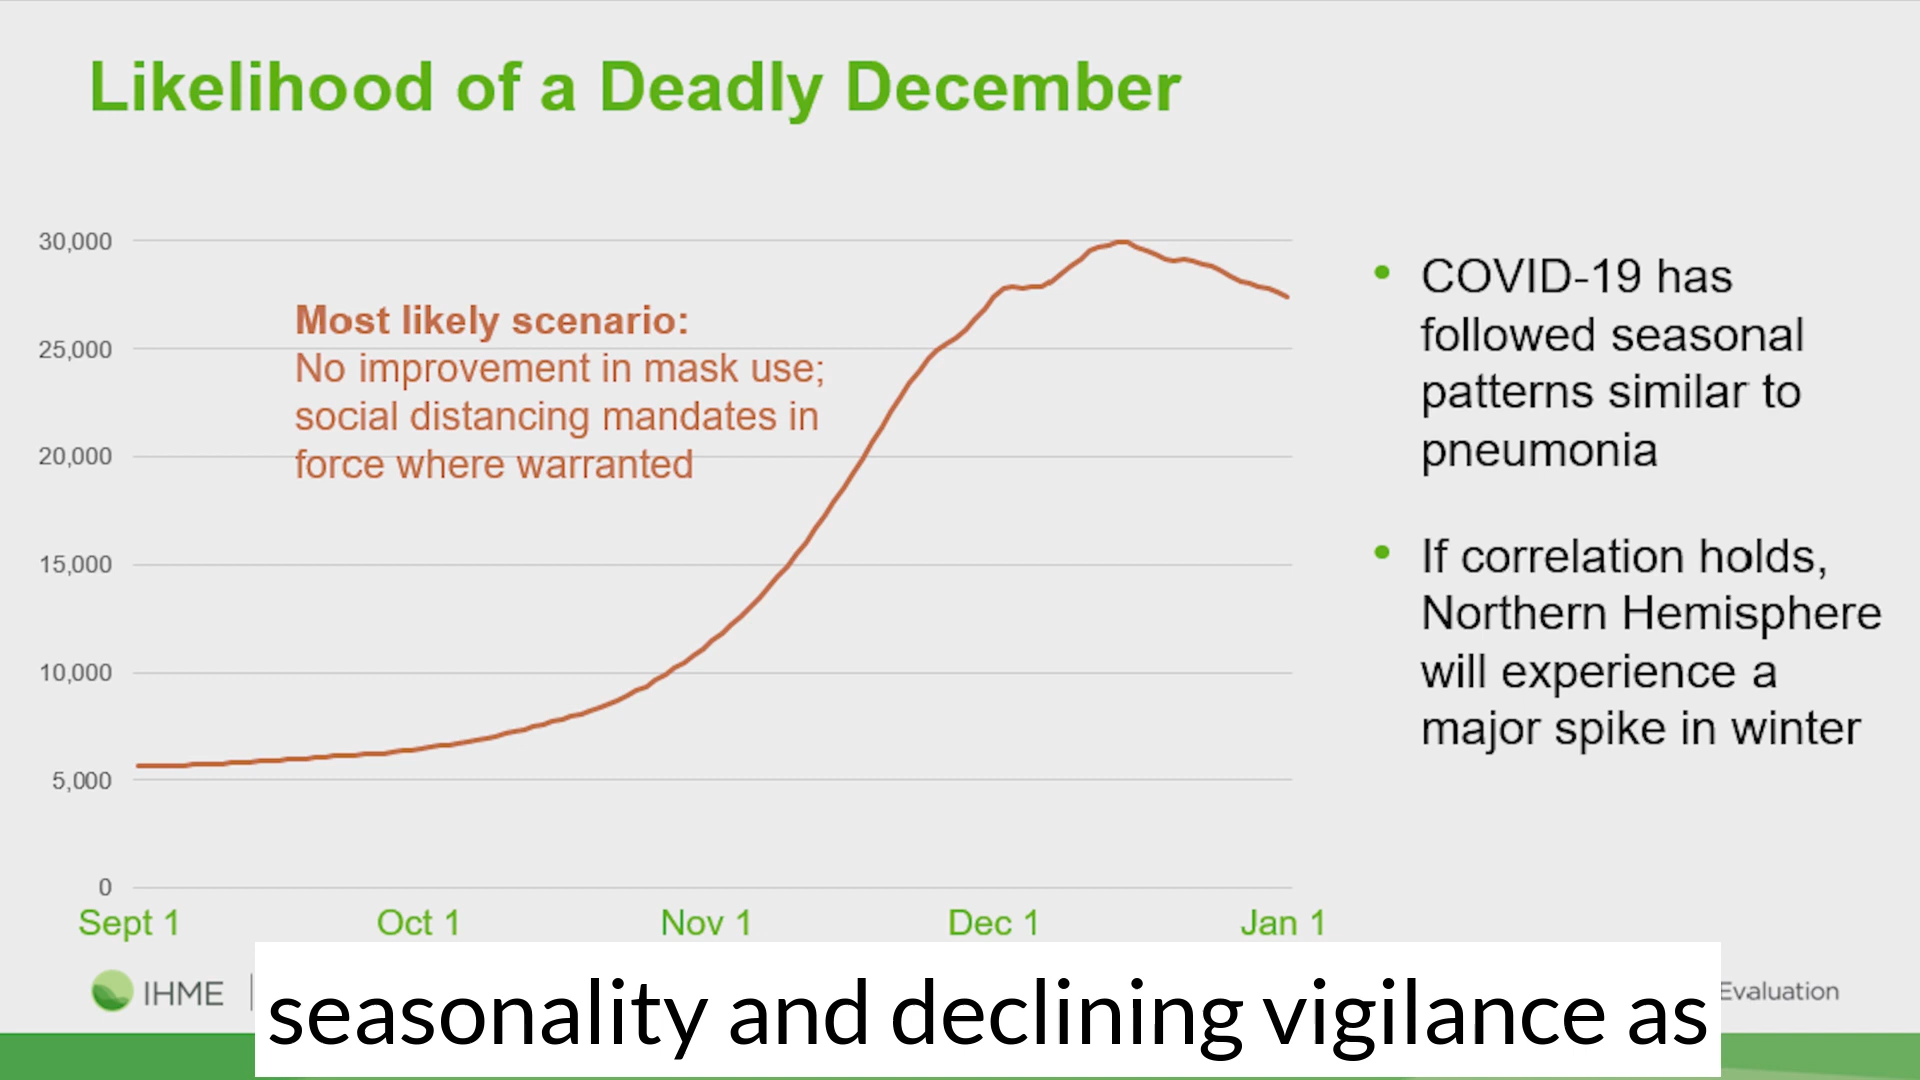 Likelihood of a Deadly December
30,000
25,000
20,000
15,000
10,000
5,000
0
Most likely scenario:
No improvement in mask use;
social distancing mandates in
force where warranted
Sept 1
Oct 1
Nov 1
Dec 1
Jan 1
• COVID-19 has
followed seasonal
patterns similar to
pneumonia
• If correlation holds,
Northern Hemisphere
will experience a
major spike in winter
IHME
Evaluation
seasonality and declining vigilance as